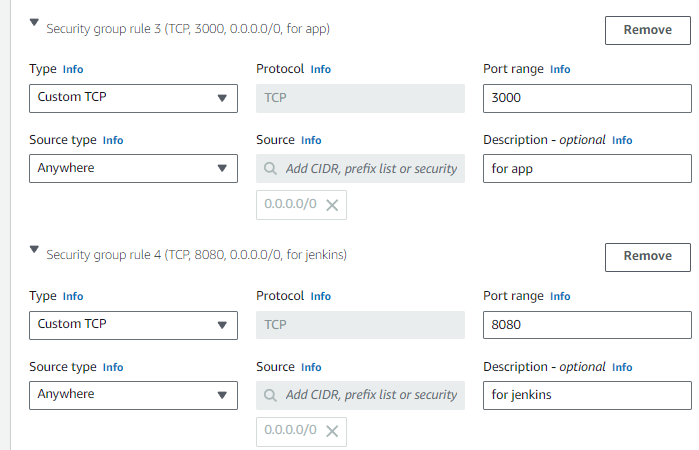 Security group rule 3 (TCP, 3000, 0.0.0.0/0, for app) Remove
Type Info Protocol Info Port range Info
Custom TCP TCP 3000
Source type Info Source Info Description - optional Info
Anywhere Add CIDR, prefix list or security for app
0.0.0.0/0
Security group rule 4 (TCP, 8080, 0.0.0.0/0, for jenkins) Remove
Type Info Protocol Info Port range Info
Custom TCP TCP 8080
Source type Info Source Info Description - optional Info
Anywhere Add CIDR, prefix list or security for jenkins
0.0.0.0/0